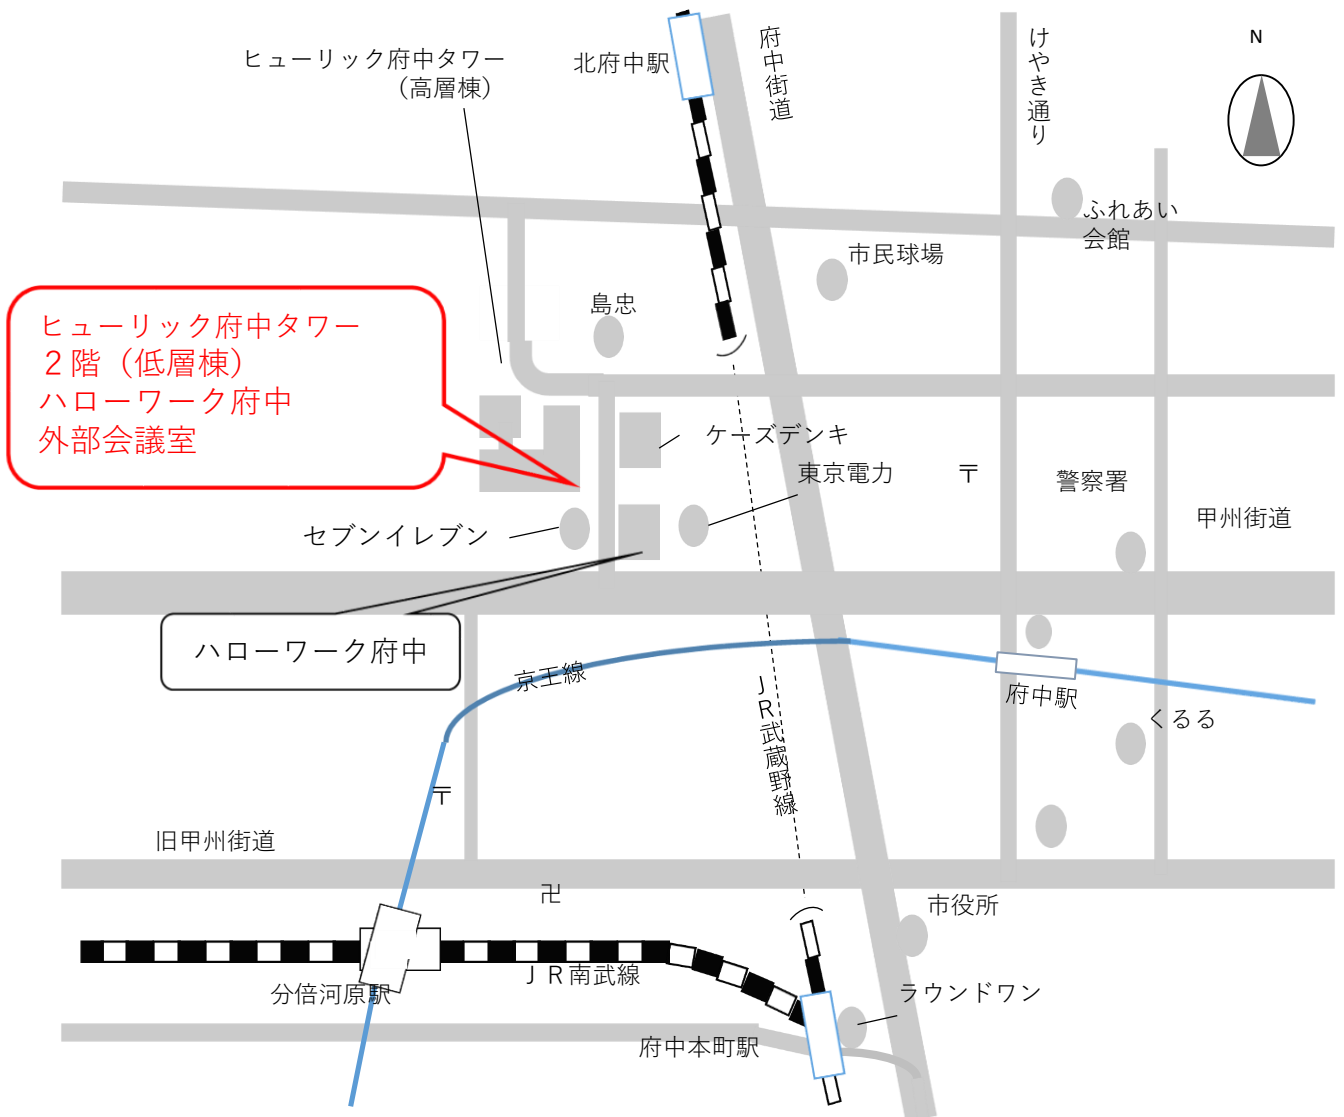 N
ヒューリック府中タワー
（高層棟）
北府中駅
府中街道
けやき通り
ふれあい
会館
市民球場
島忠
ヒューリック府中タワー
２階（低層棟）
ハローワーク府中
外部会議室
ケーズデンキ
東京電力
〒
警察署
甲州街道
セブンイレブン
ハローワーク府中
京王線
ＪＲ武蔵野線
府中駅
くるる
〒
旧甲州街道
卍
市役所
ＪＲ南武線
分倍河原駅
ラウンドワン
府中本町駅